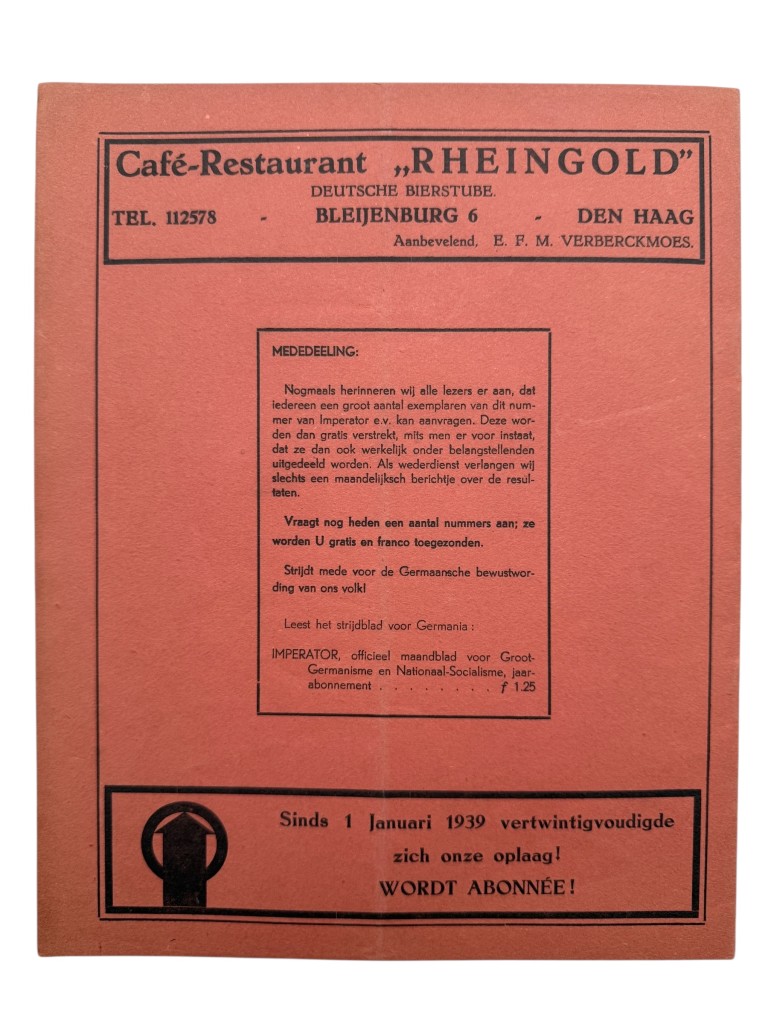 Café-Restaurant „RHEINGOLD”
DEUTSCHE BIERSTUBE.
TEL. 112578 - BLEIJENBURG 6 - DEN HAAG
Aanbevelend, E. F. M. VERBERCKMOES.
MEDEDEELING:
Nogmaals herinneren wij alle lezers er aan, dat
iedereen een groot aantal exemplaren van dit num-
mer van Imperator e.v. kan aanvragen. Deze wor-
den dan gratis verstrekt, mits men er voor instaat,
dat ze dan ook werkelijk onder belangstellenden
uitgedeeld worden. Als wederdienst verlangen wij
slechts een maandelijksch berichtje over de resul-
taten.
Vraagt nog heden een aantal nummers aan; ze
worden U gratis en franco toegezonden.
Strijdt mede voor de Germaansche bewustwor-
ding van ons volk!
Leest het strijdblad voor Germania :
IMPERATOR, officieel maandblad voor Groot-
Germanisme en Nationaal-Socialisme, jaar-
abonnement . . . . . . . . ƒ 1.25
Sinds 1 Januari 1939 vertwintigvoudigde
zich onze oplaag!
WORDT ABONNÉE!